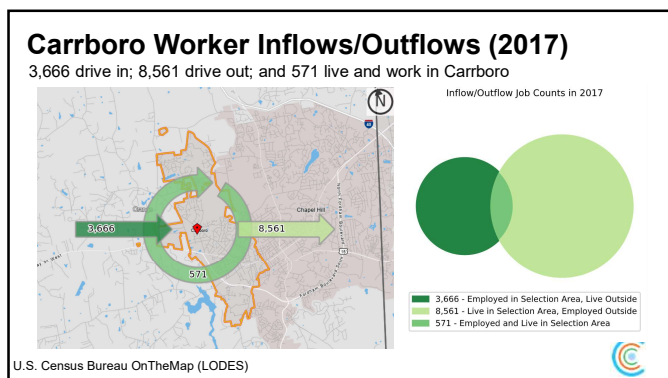 Carrboro Worker Inflows/Outflows (2017)
3,666 drive in; 8,561 drive out; and 571 live and work in Carrboro
N
Chapel Hill
3,666
8,561
571
Inflow/Outflow Job Counts in 2017
3,666 - Employed in Selection Area, Live Outside
8,561 - Live in Selection Area, Employed Outside
571 - Employed and Live in Selection Area
U.S. Census Bureau OnTheMap (LODES)